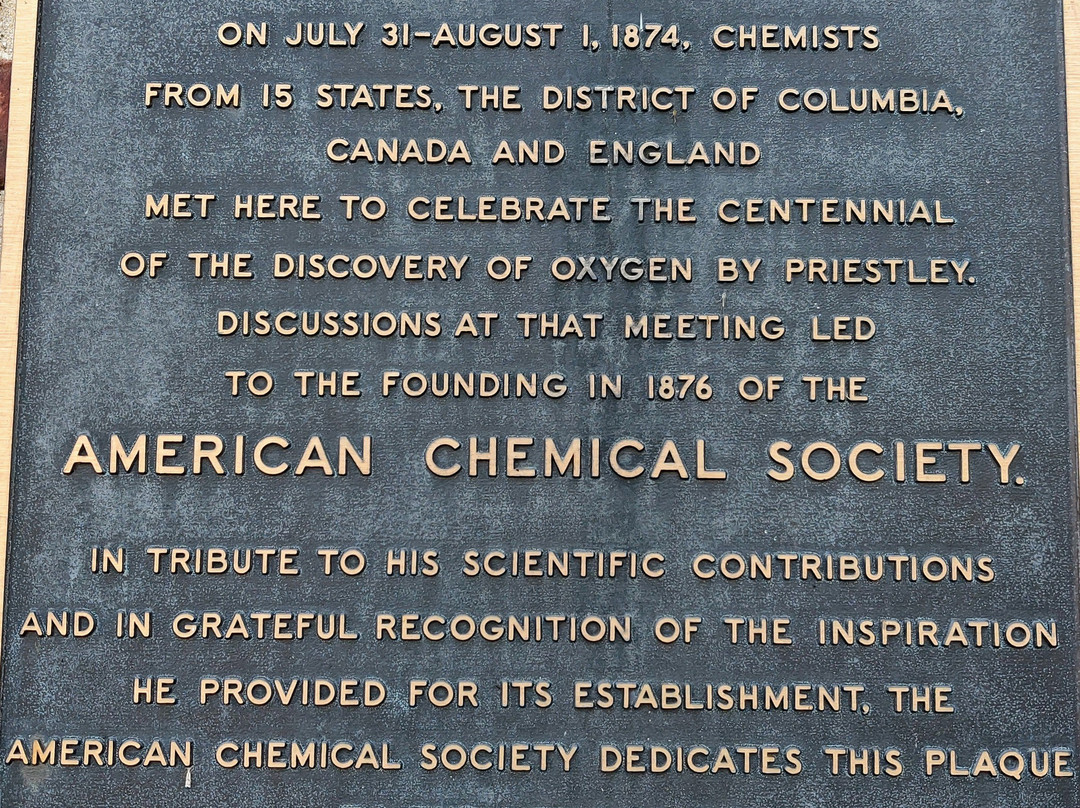 ON JULY 31-AUGUST 1, 1874, CHEMISTS
FROM 15 STATES, THE DISTRICT OF COLUMBIA,
CANADA AND ENGLAND
MET HERE TO CELEBRATE THE CENTENNIAL
OF THE DISCOVERY OF OXYGEN BY PRIESTLEY.
DISCUSSIONS AT THAT MEETING LED
TO THE FOUNDING IN 1876 OF THE
AMERICAN CHEMICAL SOCIETY.
IN TRIBUTE TO HIS SCIENTIFIC CONTRIBUTIONS
AND IN GRATEFUL RECOGNITION OF THE INSPIRATION
HE PROVIDED FOR ITS ESTABLISHMENT, THE
AMERICAN CHEMICAL SOCIETY DEDICATES THIS PLAQUE